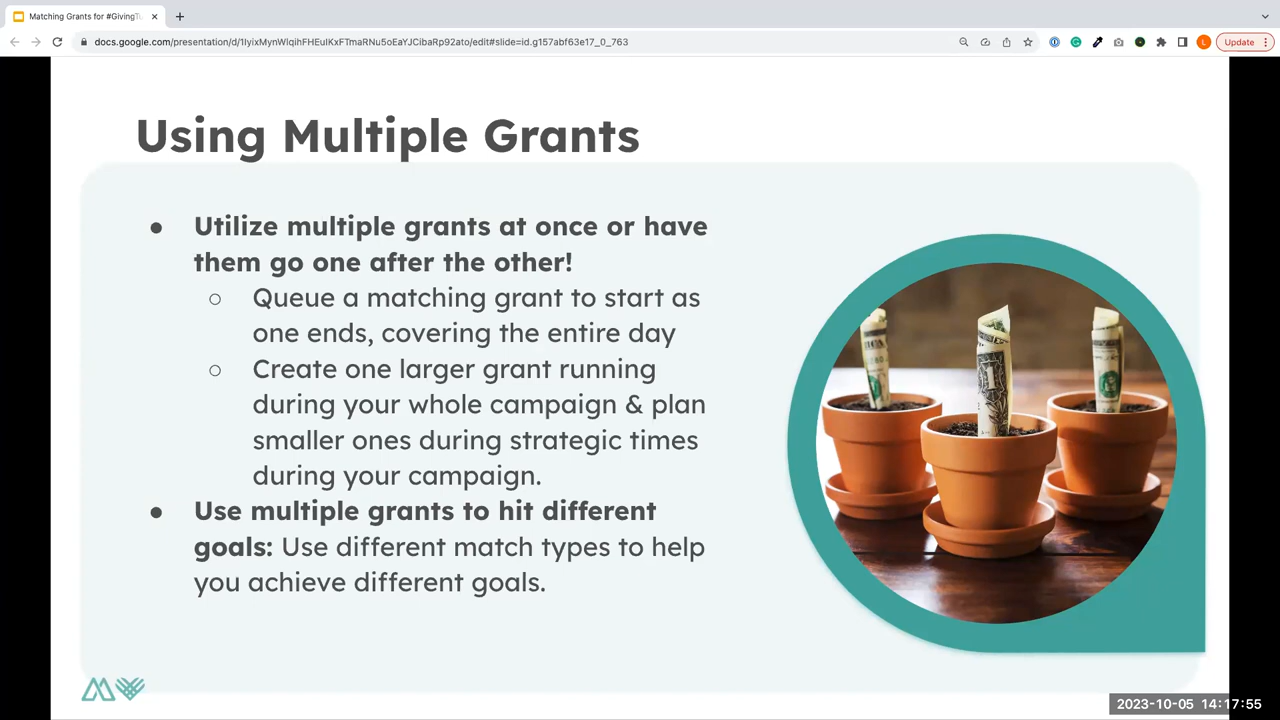 Matching Grants for #GivingTu
docs.google.com/presentation/d/1IyixMynWlqihFHEuIKxFTmaRNu5oEaYJCibaRp92ato/edit#slide=id.g157abf63e17_0_763
L
Update
Using Multiple Grants
● Utilize multiple grants at once or have
them go one after the other!
○ Queue a matching grant to start as
one ends, covering the entire day
○ Create one larger grant running
during your whole campaign & plan
smaller ones during strategic times
during your campaign.
● Use multiple grants to hit different
goals: Use different match types to help
you achieve different goals.
2023-10-05 14:17:55